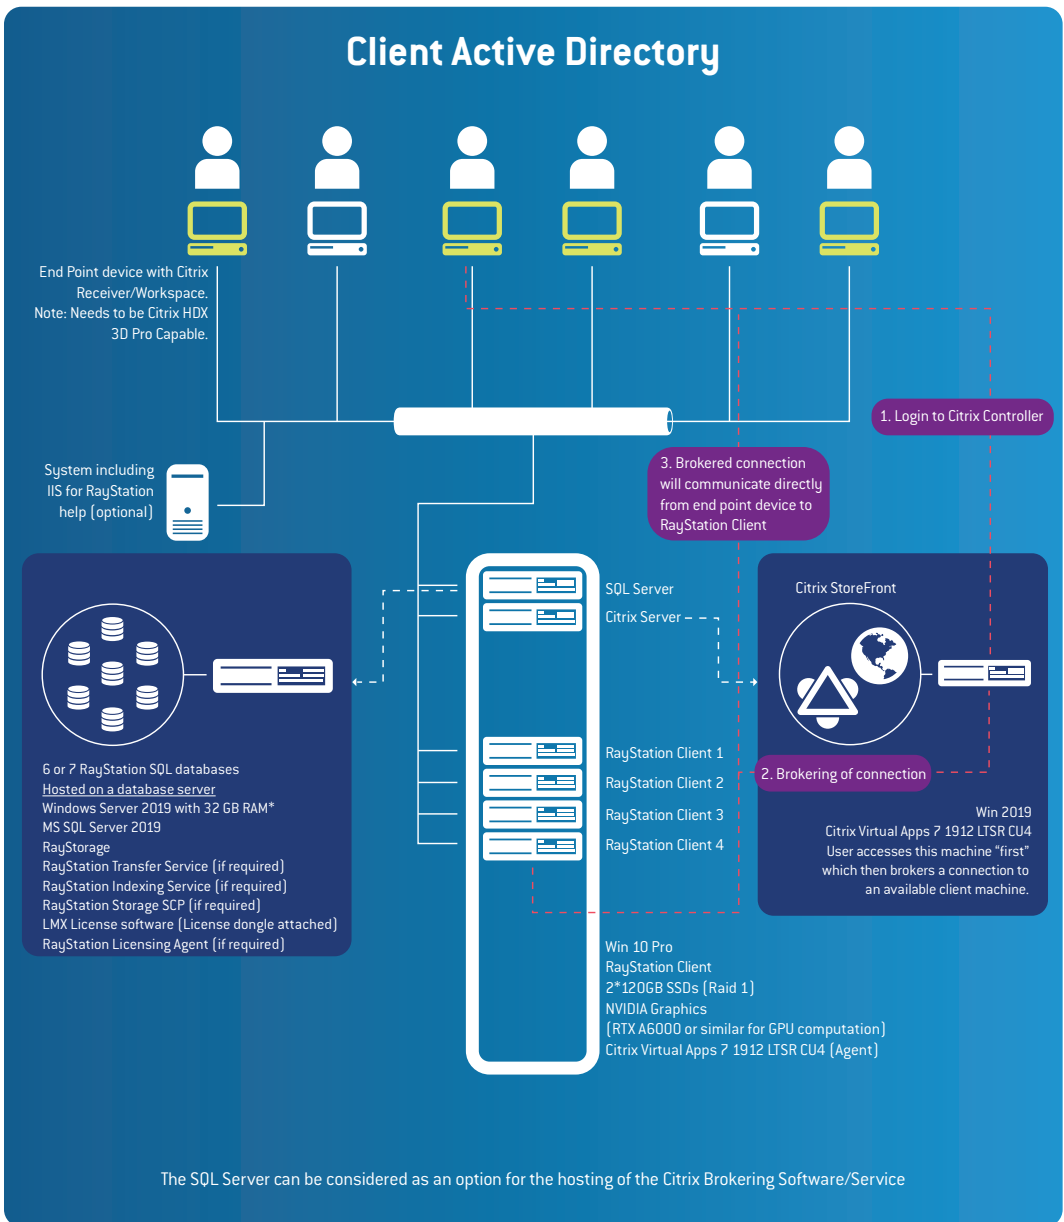 Client Active Directory
End Point device with Citrix
Receiver/Workspace.
Note: Needs to be Citrix HDX
3D Pro Capable.
1. Login to Citrix Controller
System including
IIS for RayStation
help (optional)
3. Brokered connection
will communicate directly
from end point device to
RayStation Client
SQL Server
Citrix Server
Citrix StoreFront
RayStation Client 1
RayStation Client 2
RayStation Client 3
RayStation Client 4
2. Brokering of connection
6 or 7 RayStation SQL databases
Hosted on a database server
Windows Server 2019 with 32 GB RAM*
MS SQL Server 2019
RayStorage
RayStation Transfer Service (if required)
RayStation Indexing Service (if required)
RayStation Storage SCP (if required)
LMX License software (License dongle attached)
RayStation Licensing Agent (if required)
Win 2019
Citrix Virtual Apps 7 1912 LTSR CU4
User accesses this machine “first”
which then brokers a connection to
an available client machine.
Win 10 Pro
RayStation Client
2*120GB SSDs (Raid 1)
NVIDIA Graphics
(RTX A6000 or similar for GPU computation)
Citrix Virtual Apps 7 1912 LTSR CU4 (Agent)
The SQL Server can be considered as an option for the hosting of the Citrix Brokering Software/Service